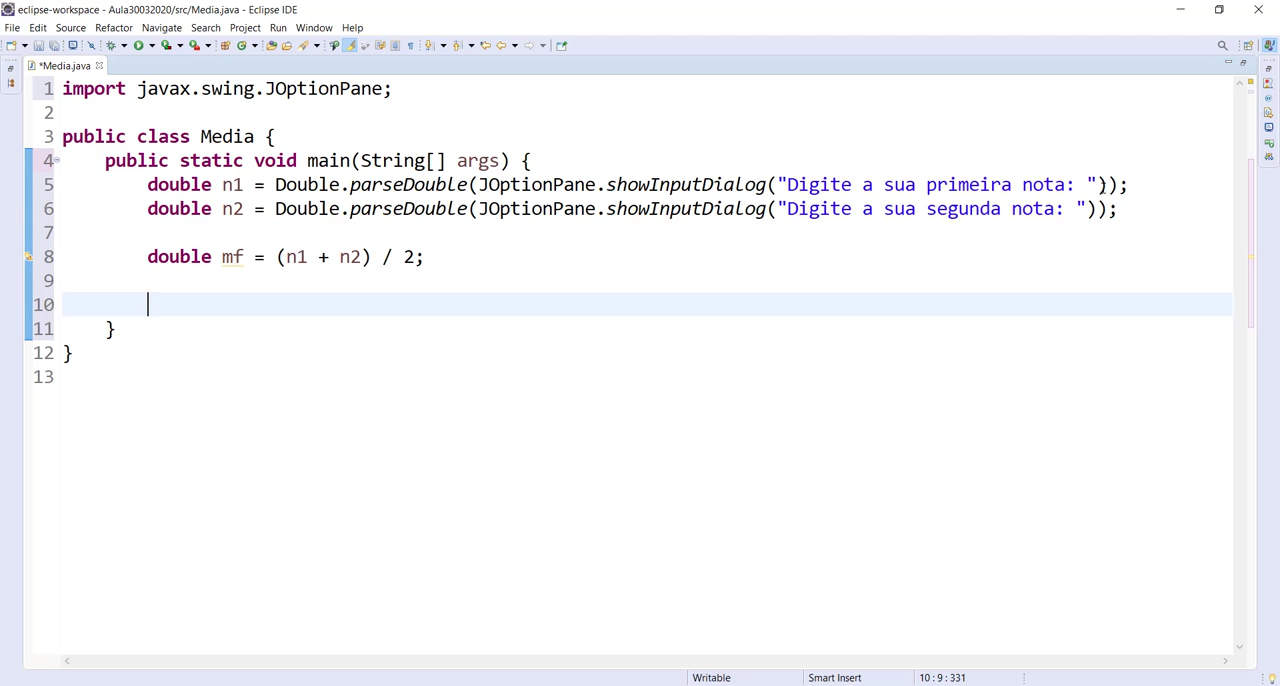 eclipse-workspace - Aula30032020/src/Media.java - Eclipse IDE
File Edit Source Refactor Navigate Search Project Run Window Help
*Media.java
1 import javax.swing.JOptionPane;
2
3 public class Media {
4 public static void main(String[] args) {
5 double n1 = Double.parseDouble(JOptionPane.showInputDialog("Digite a sua primeira nota: "));
6 double n2 = Double.parseDouble(JOptionPane.showInputDialog("Digite a sua segunda nota: "));
7
8 double mf = (n1 + n2) / 2;
9
10
11 }
12 }
13
Writable Smart Insert 10 : 9 : 331